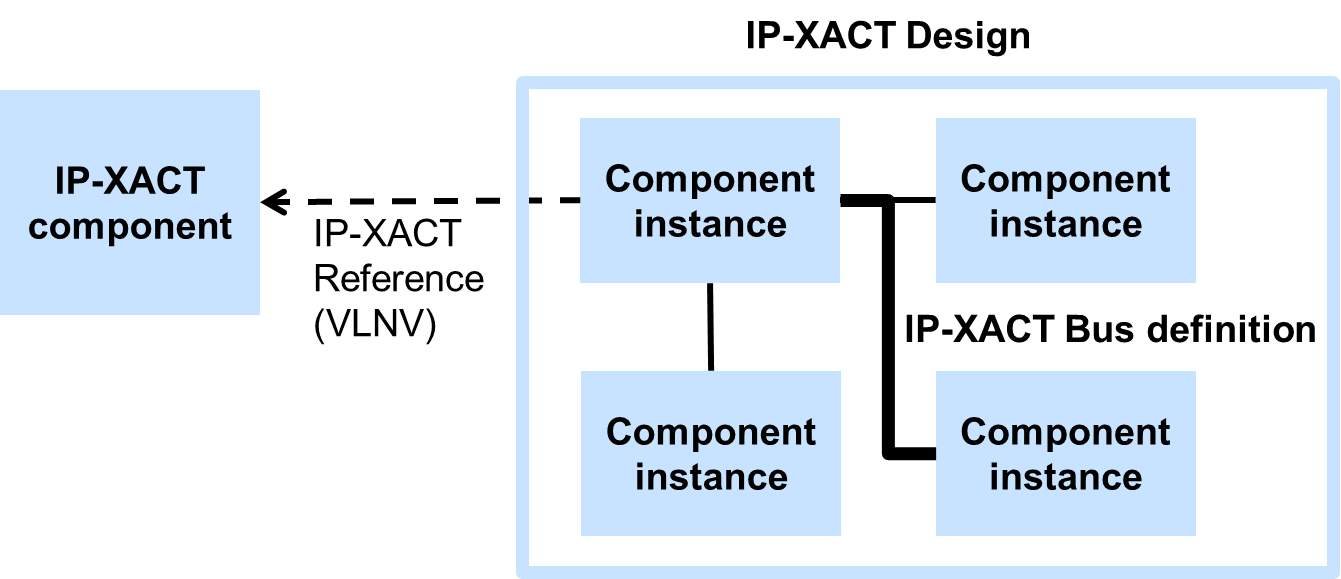 IP-XACT Design
IP-XACT
component
IP-XACT
Reference
(VLNV)
Component
instance
Component
instance
IP-XACT Bus definition
Component
instance
Component
instance